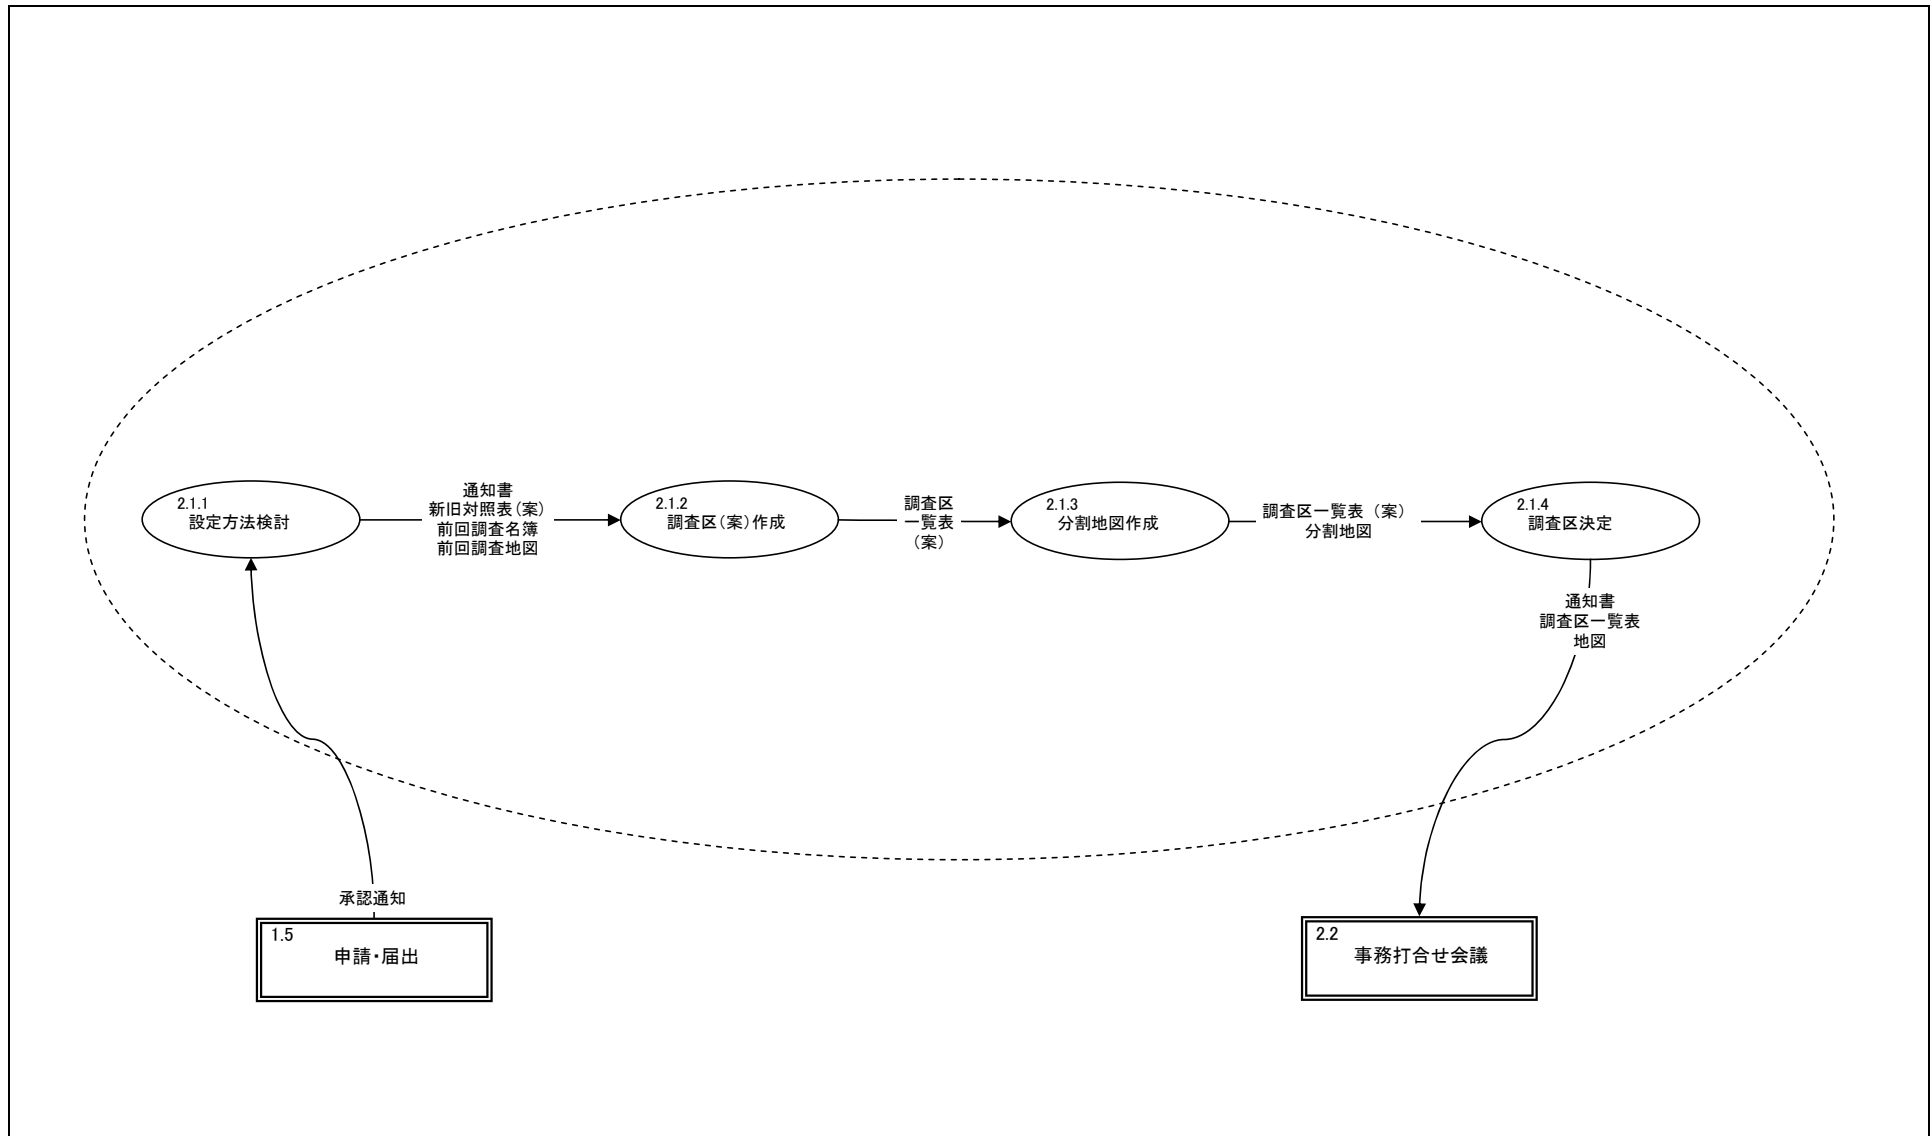 2.1.1
設定方法検討
通知書
新旧対照表(案)
前回調査名簿
前回調査地図
2.1.2
調査区(案)作成
調査区
一覧表
（案）
2.1.3
分割地図作成
調査区一覧表（案）
分割地図
2.1.4
調査区決定
通知書
調査区一覧表
地図
承認通知
1.5
申請・届出
2.2
事務打合せ会議